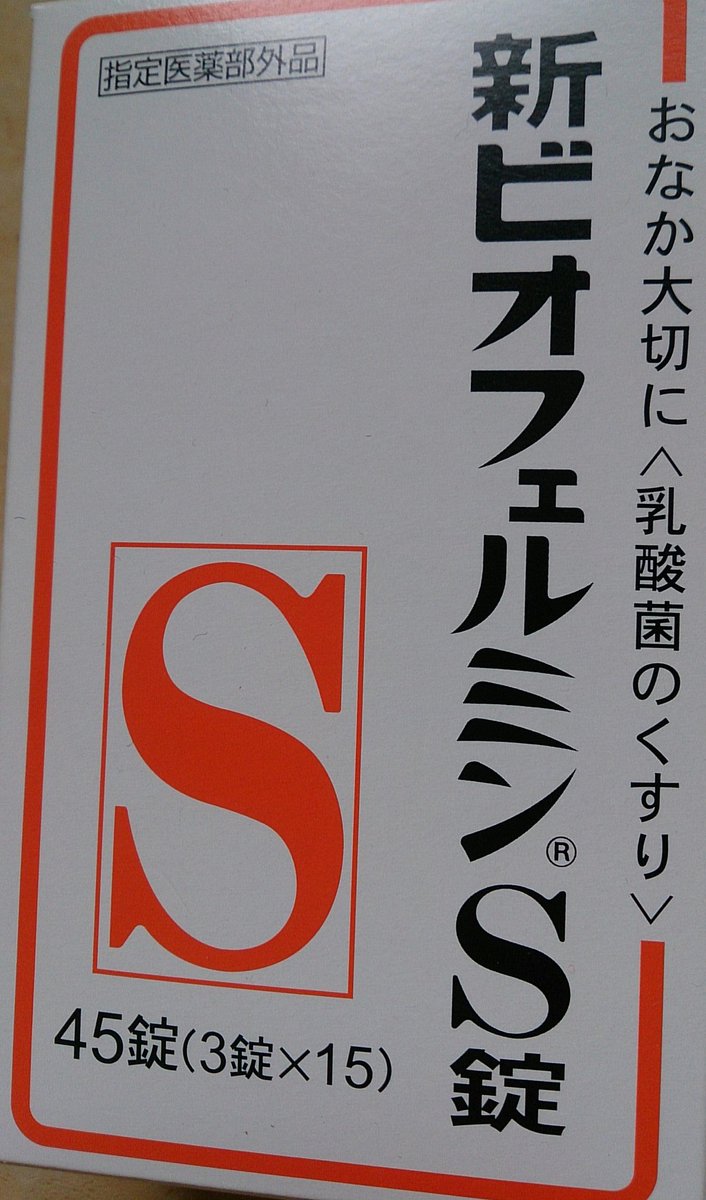 指定医薬部外品
おなか大切に<乳酸菌のくすり>
新ビオフェルミン®S錠
S
45錠(3錠×15)